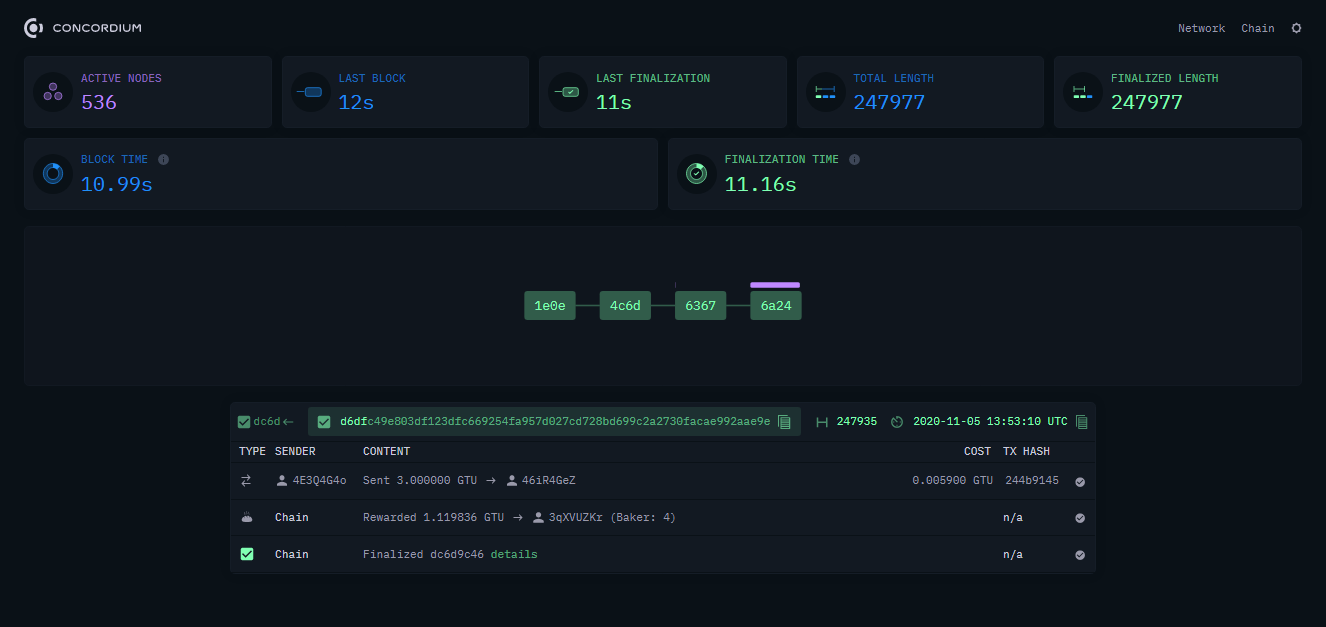 CONCORDIUM
Network Chain
ACTIVE NODES
536
LAST BLOCK
12s
LAST FINALIZATION
11s
TOTAL LENGTH
247977
FINALIZED LENGTH
247977
BLOCK TIME
10.99s
FINALIZATION TIME
11.16s
1e0e 4c6d 6367 6a24
dc6d← d6dfc49e803df123dfc669254fa957d027cd728bd699c2a2730facae992aae9e 247935 2020-11-05 13:53:10 UTC
TYPE SENDER CONTENT COST TX HASH
4E3Q4G4o Sent 3.000000 GTU → 46iR4GeZ 0.005900 GTU 244b9145
Chain Rewarded 1.119836 GTU → 3qXVUZKr (Baker: 4) n/a
Chain Finalized dc6d9c46 details n/a